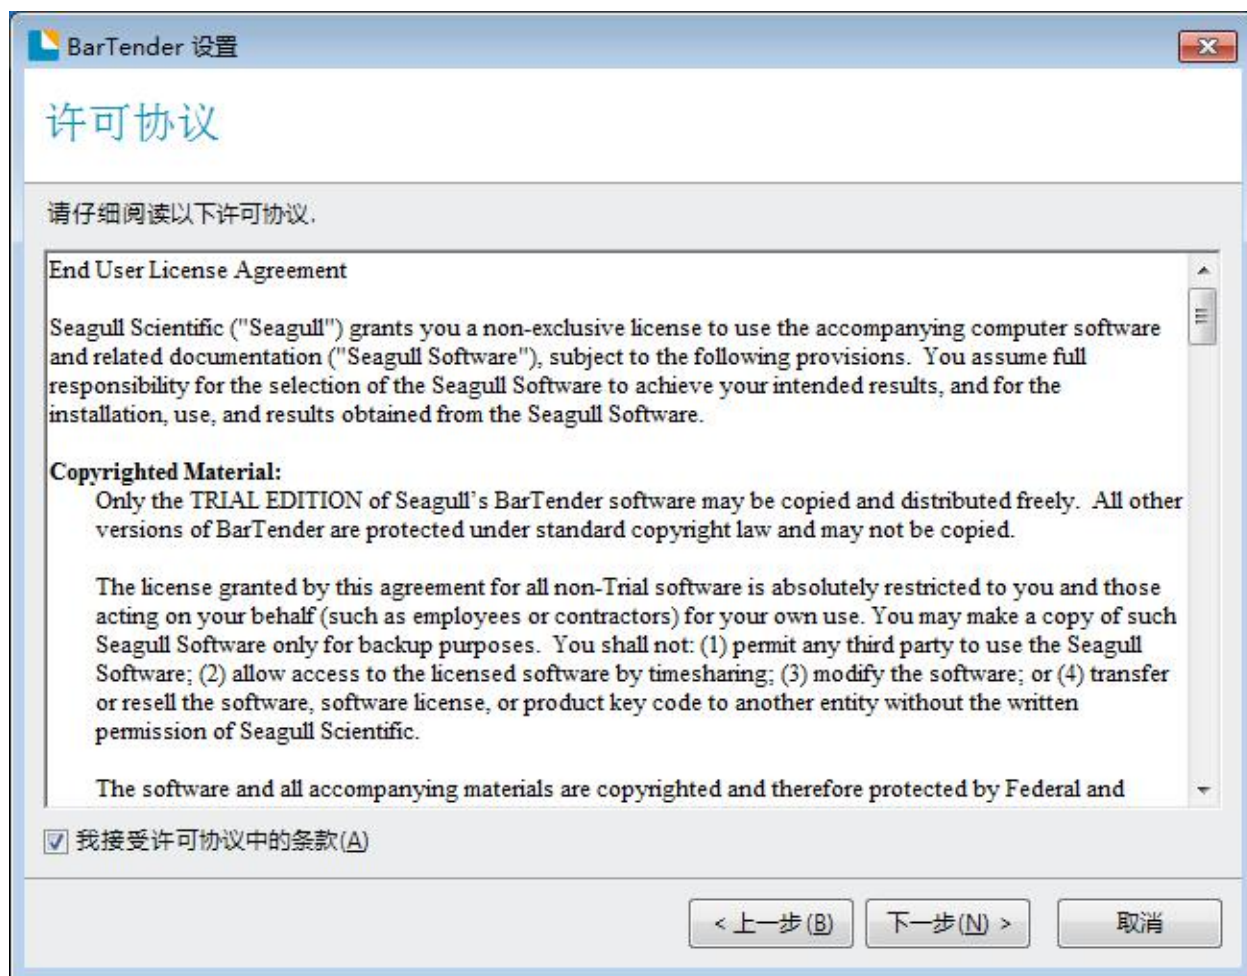 BarTender 设置
许可协议
请仔细阅读以下许可协议.
End User License Agreement
Seagull Scientific ("Seagull") grants you a non-exclusive license to use the accompanying computer software
and related documentation ("Seagull Software"), subject to the following provisions.  You assume full
responsibility for the selection of the Seagull Software to achieve your intended results, and for the
installation, use, and results obtained from the Seagull Software.
Copyrighted Material:
Only the TRIAL EDITION of Seagull's BarTender software may be copied and distributed freely.  All other
versions of BarTender are protected under standard copyright law and may not be copied.
The license granted by this agreement for all non-Trial software is absolutely restricted to you and those
acting on your behalf (such as employees or contractors) for your own use. You may make a copy of such
Seagull Software only for backup purposes.  You shall not: (1) permit any third party to use the Seagull
Software; (2) allow access to the licensed software by timesharing; (3) modify the software; or (4) transfer
or resell the software, software license, or product key code to another entity without the written
permission of Seagull Scientific.
The software and all accompanying materials are copyrighted and therefore protected by Federal and
我接受许可协议中的条款(A)
< 上一步(B)
下一步(N) >
取消